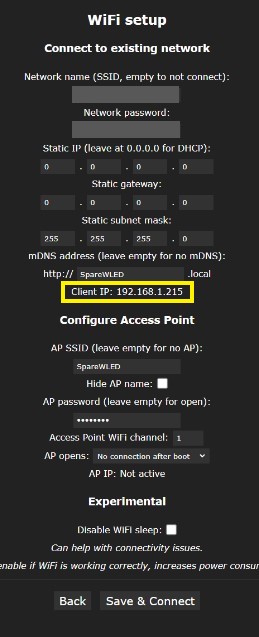 WiFi setup
Connect to existing network
Network name (SSID, empty to not connect):
Network password:
Static IP (leave at 0.0.0.0 for DHCP):
0 . 0 . 0 . 0
Static gateway:
0 . 0 . 0 . 0
Static subnet mask:
255 . 255 . 255 . 0
mDNS address (leave empty for no mDNS):
http:// SpareWLED .local
Client IP: 192.168.1.215
Configure Access Point
AP SSID (leave empty for no AP):
SpareWLED
Hide AP name:
AP password (leave empty for open):
••••••••
Access Point WiFi channel: 1
AP opens: No connection after boot
AP IP: Not active
Experimental
Disable WiFi sleep:
Can help with connectivity issues.
enable if WiFi is working correctly, increases power
Back Save & Connect